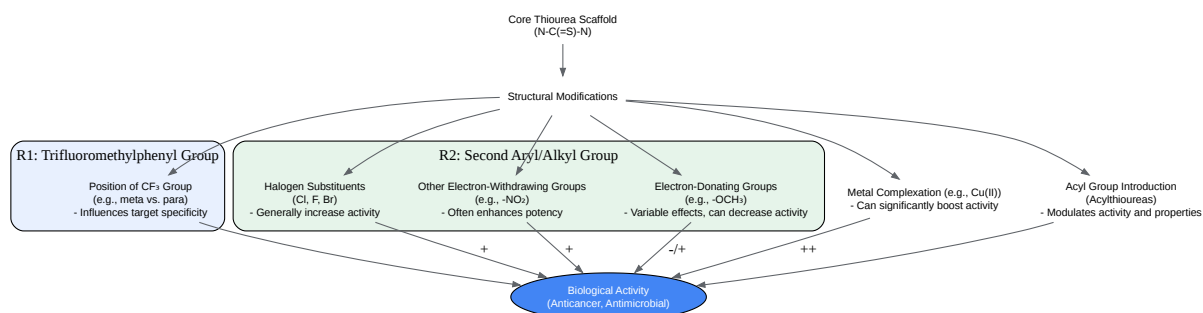 Core Thiourea Scaffold
(N-C(=S)-N)
Structural Modifications
R1: Trifluoromethylphenyl Group
R2: Second Aryl/Alkyl Group
Position of CF₃ Group
(e.g., meta vs. para)
- Influences target specificity
Halogen Substituents
(Cl, F, Br)
- Generally increase activity
Other Electron-Withdrawing Groups
(e.g., -NO₂)
- Often enhances potency
Electron-Donating Groups
(e.g., -OCH₃)
- Variable effects, can decrease activity
Metal Complexation (e.g., Cu(II))
- Can significantly boost activity
Acyl Group Introduction
(Acylthioureas)
- Modulates activity and properties
+
+
-/+
++
Biological Activity
(Anticancer, Antimicrobial)